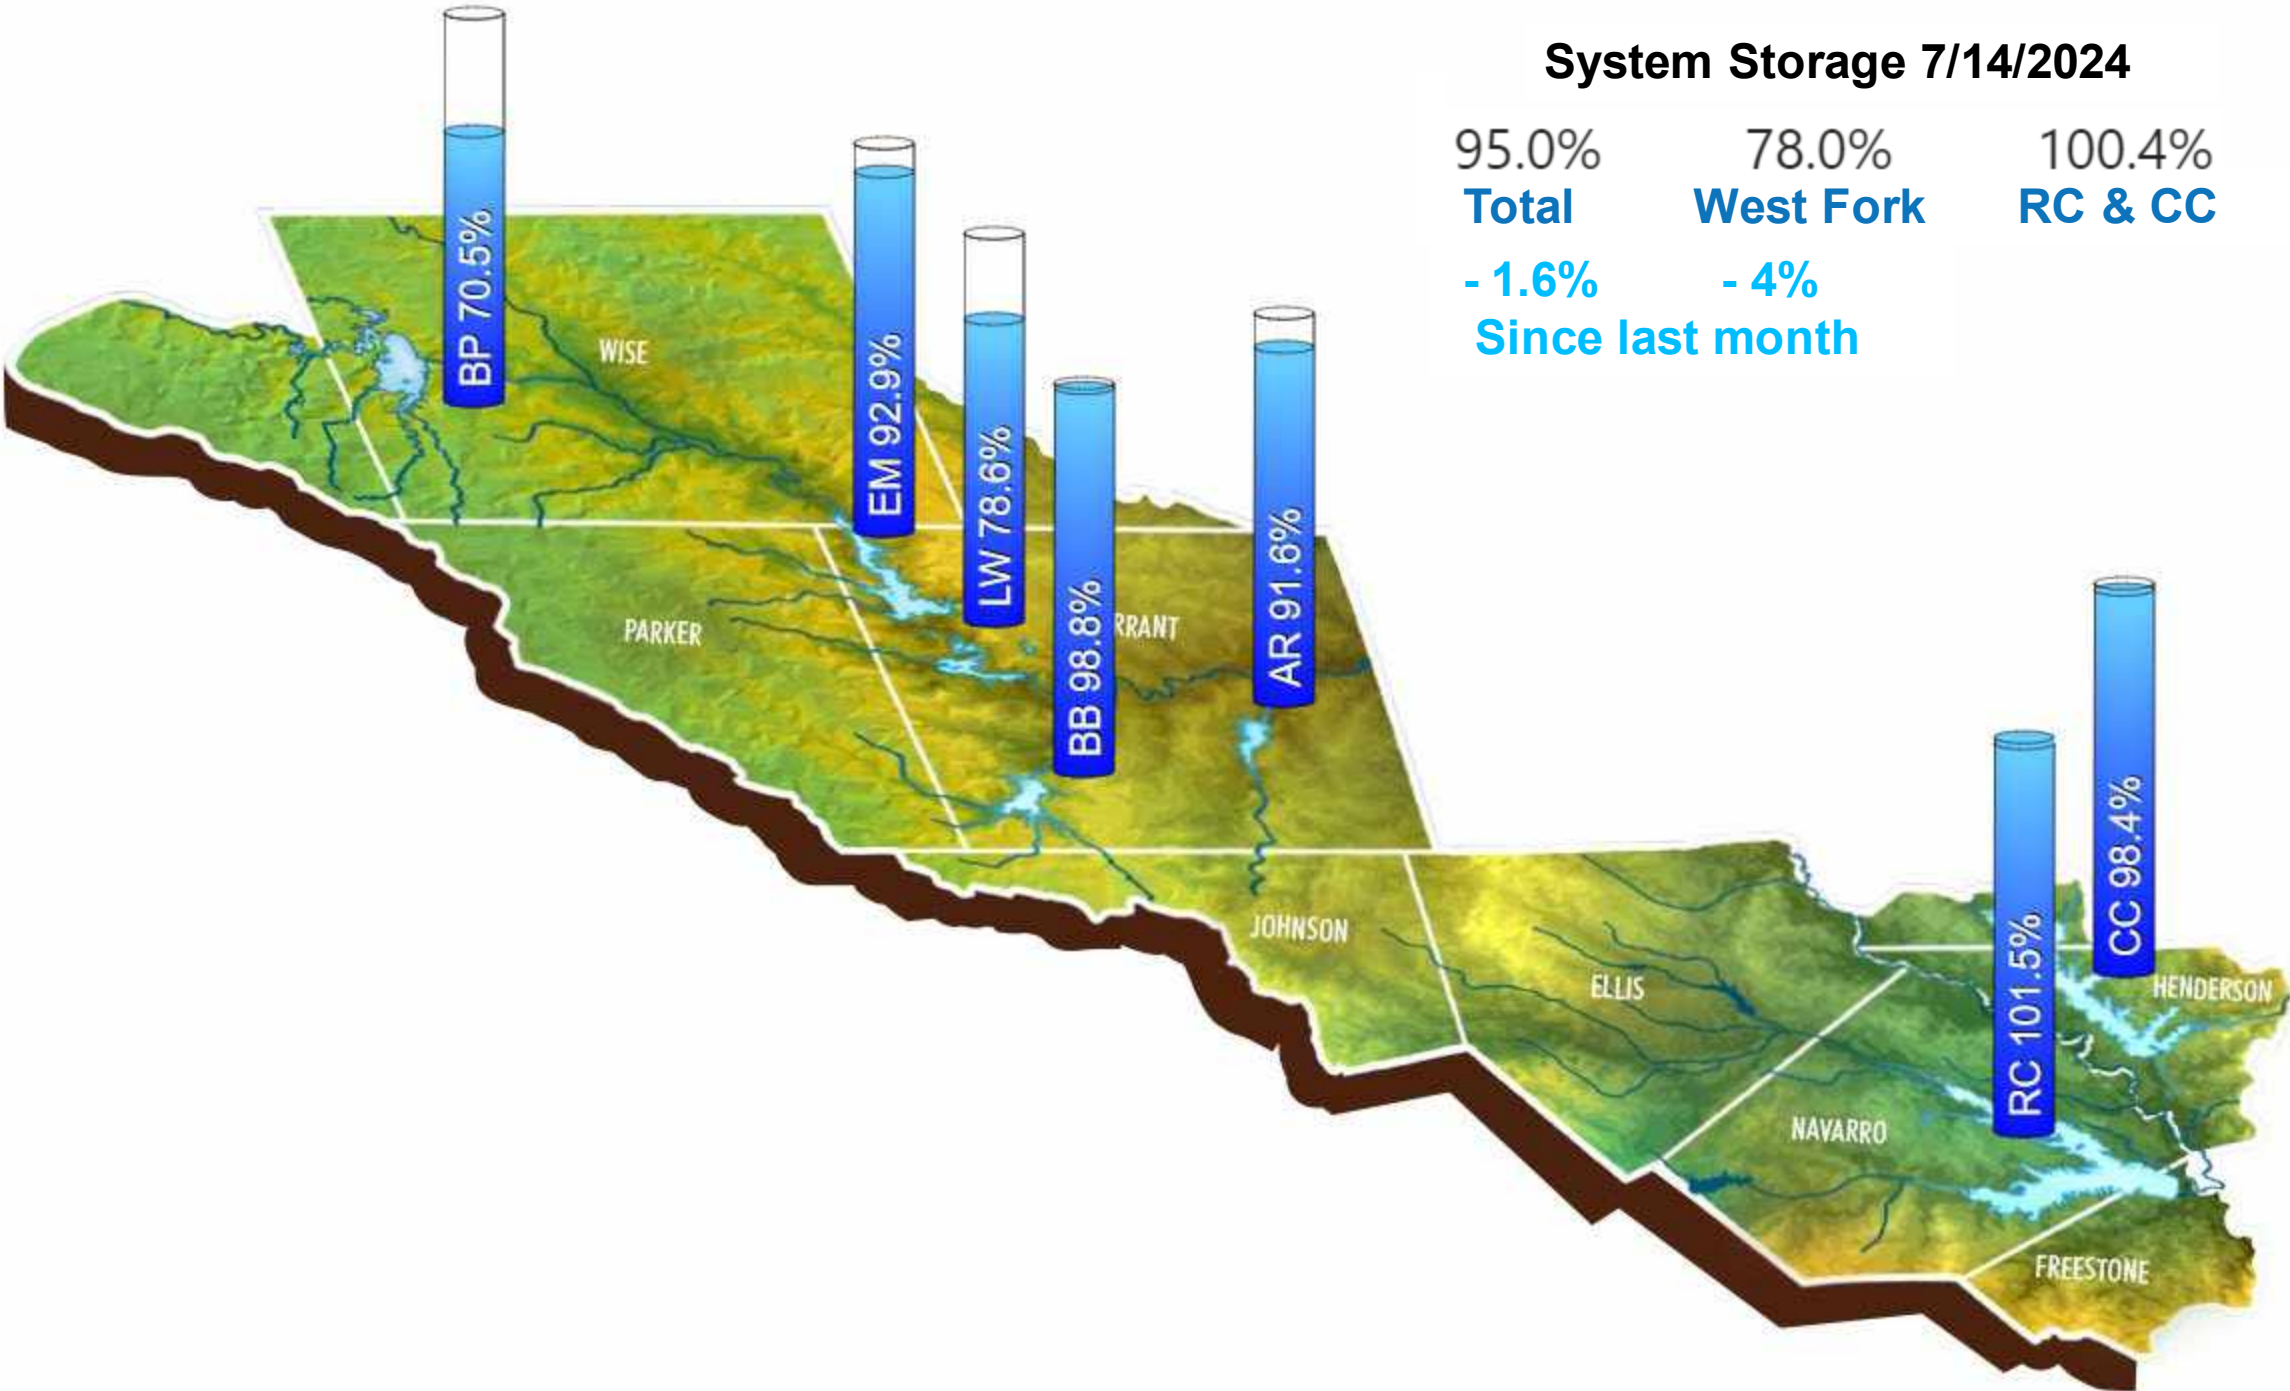 System Storage 7/14/2024
95.0% 78.0% 100.4%
Total West Fork RC & CC
- 1.6% - 4%
Since last month
BP 70.5%
EM 92.9%
LW 78.6%
BB 98.8%
AR 91.6%
CC 98.4%
RC 101.5%
WISE
PARKER
RRANT
JOHNSON
ELLIS
HENDERSON
NAVARRO
FREESTONE